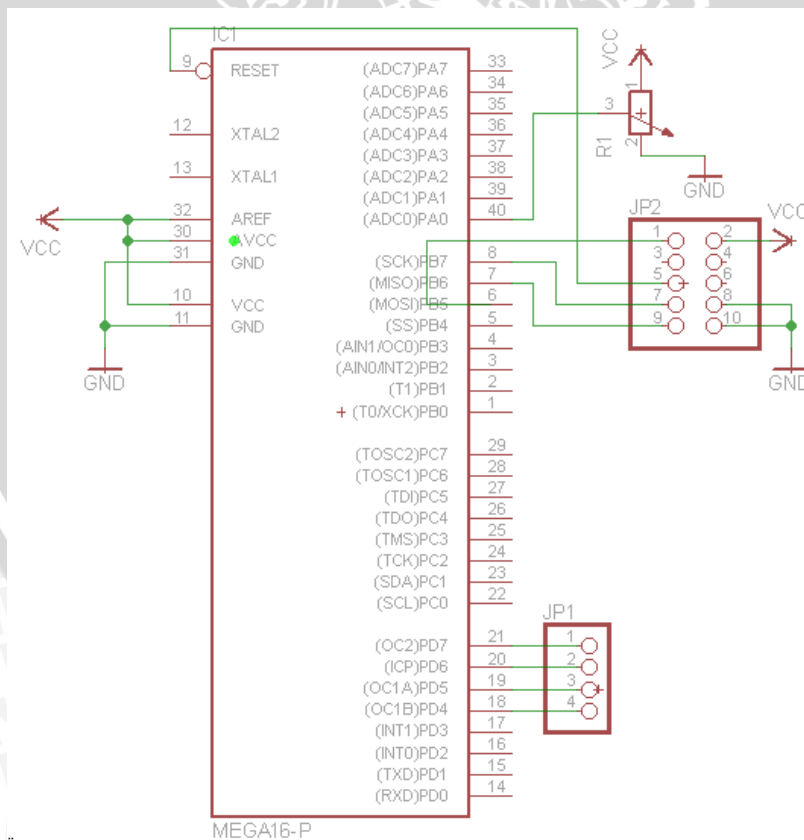 IC1
9 RESET
12 XTAL2
13 XTAL1
32 AREF
30 AVCC
31 GND
10 VCC
11 GND
VCC
GND
(ADC7)PA7 33
(ADC6)PA6 34
(ADC5)PA5 35
(ADC4)PA4 36
(ADC3)PA3 37
(ADC2)PA2 38
(ADC1)PA1 39
(ADC0)PA0 40
(SCK)PB7 8
(MISO)PB6 7
(MOSI)PB5 6
(SS)PB4 5
(AIN1/OC0)PB3 4
(AIN0/INT2)PB2 3
(T1)PB1 2
(T0/XCK)PB0 1
(TOSC2)PC7 29
(TOSC1)PC6 28
(TDI)PC5 27
(TDO)PC4 26
(TMS)PC3 25
(TCK)PC2 24
(SDA)PC1 23
(SCL)PC0 22
(OC2)PD7 21
(ICP)PD6 20
(OC1A)PD5 19
(OC1B)PD4 18
(INT1)PD3 17
(INT0)PD2 16
(TXD)PD1 15
(RXD)PD0 14
MEGA16-P
VCC
1
3
2
R1
GND
JP2
VCC
1 2
3 4
5 6
7 8
9 10
GND
JP1
1
2
3
4